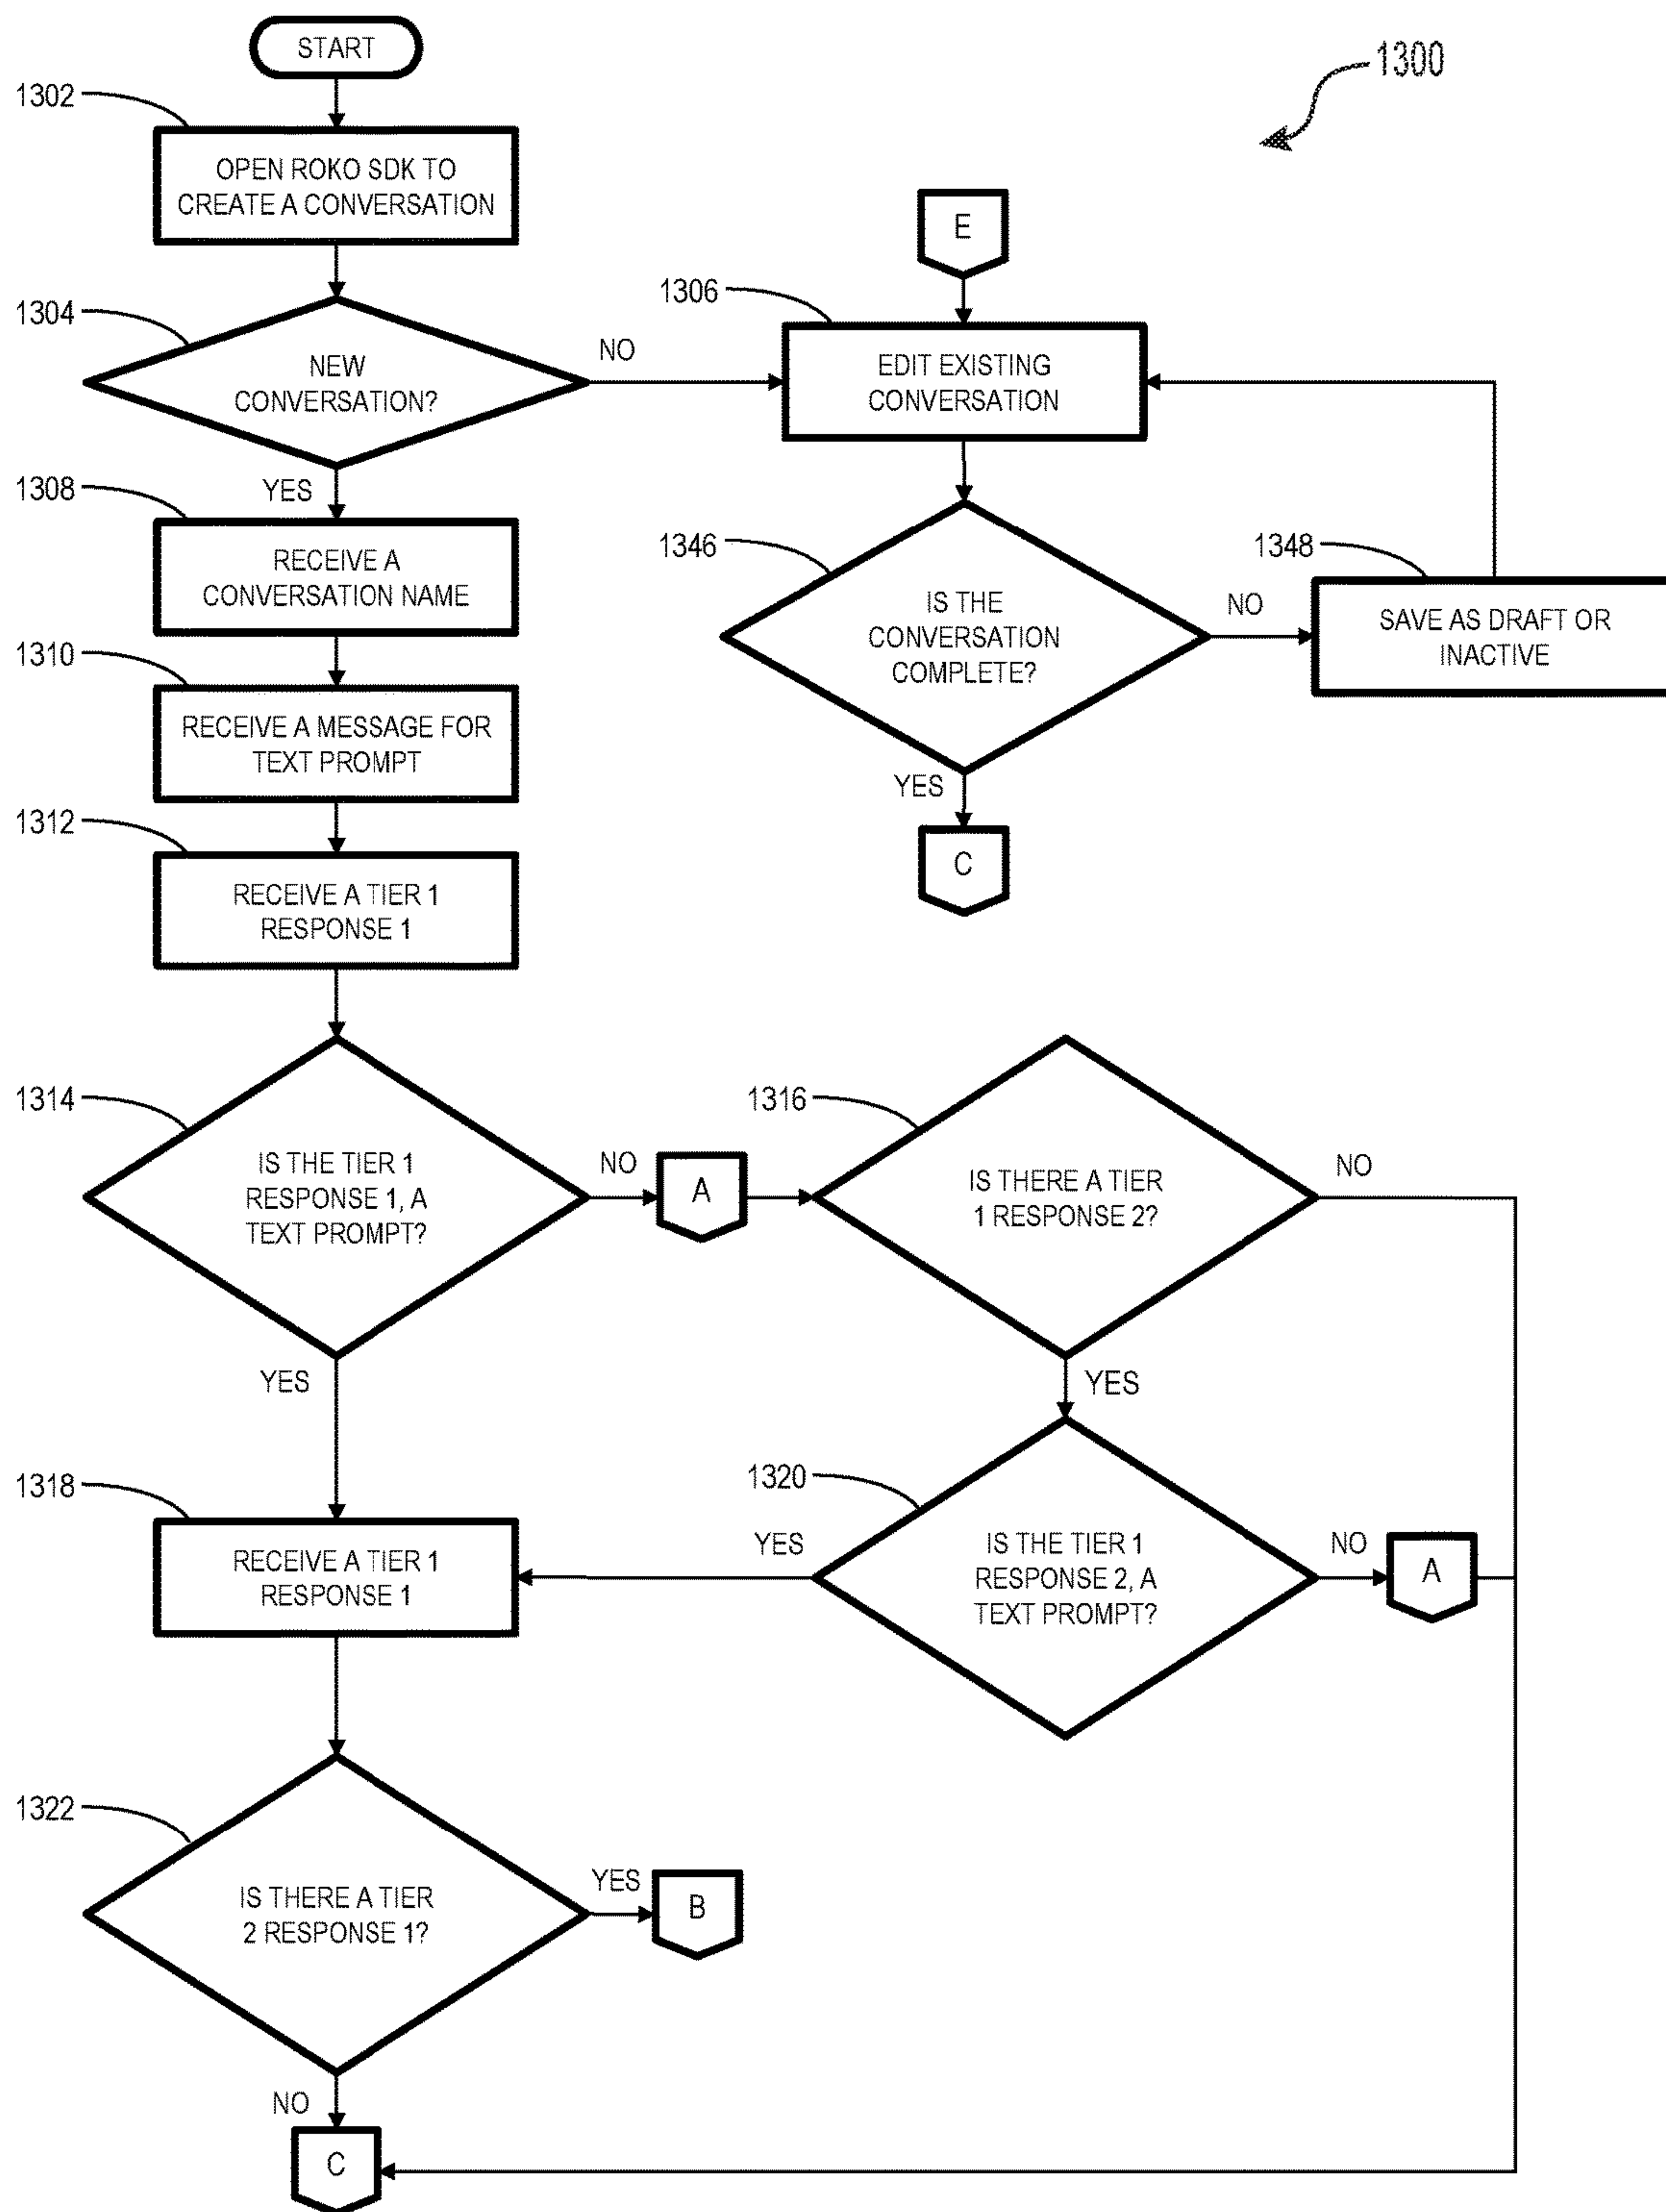 START
1300
1302
OPEN ROKO SDK TO
CREATE A CONVERSATION
E
1304
NEW
CONVERSATION?
NO
1306
EDIT EXISTING
CONVERSATION
YES
1308
RECEIVE A
CONVERSATION NAME
1346
IS THE
CONVERSATION
COMPLETE?
NO
1348
SAVE AS DRAFT OR
INACTIVE
1310
RECEIVE A MESSAGE FOR
TEXT PROMPT
YES
C
1312
RECEIVE A TIER 1
RESPONSE 1
1314
IS THE TIER 1
RESPONSE 1, A
TEXT PROMPT?
NO
A
1316
IS THERE A TIER
1 RESPONSE 2?
NO
YES
YES
1318
RECEIVE A TIER 1
RESPONSE 1
YES
1320
IS THE TIER 1
RESPONSE 2, A
TEXT PROMPT?
NO
A
1322
IS THERE A TIER
2 RESPONSE 1?
YES
B
NO
C